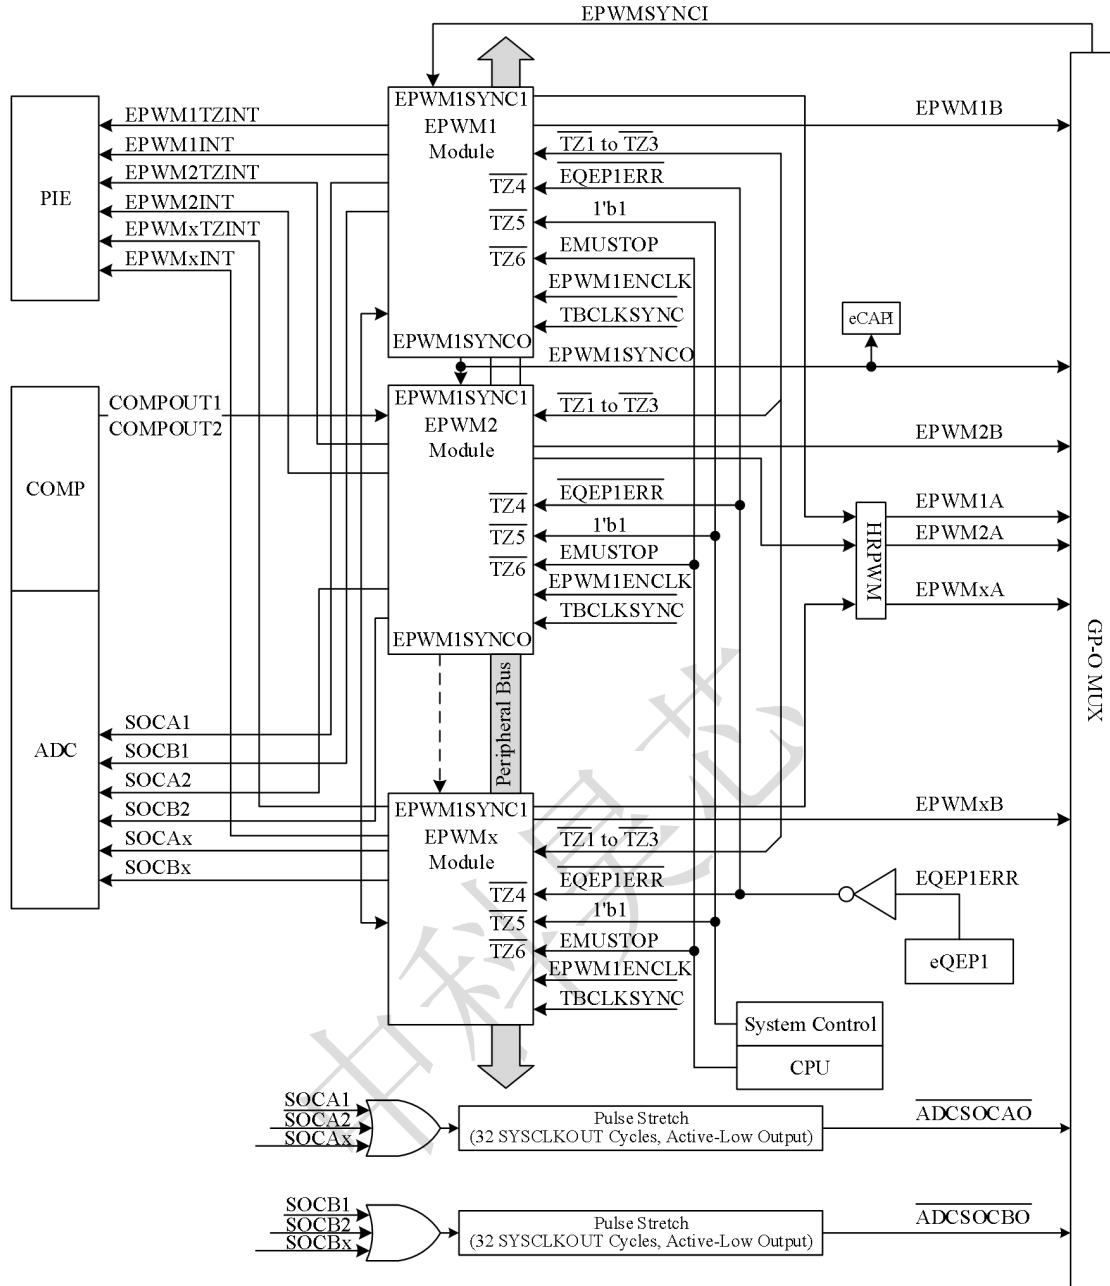 EPWMSYNCI
EPWM1SYNC1
EPWM1
Module
EPWM1TZINT
EPWM1INT
EPWM2TZINT
EPWM2INT
EPWMxTZINT
EPWMxINT
PIE
EPWM1B
TZ1 to TZ3
TZ4
EQEP1ERR
TZ5
1'b1
TZ6
EMUSTOP
EPWM1ENCLK
TBCLKSYNC
EPWM1SYNCO
EPWM1SYNCO
eCAPI
COMPOUT1
COMPOUT2
COMP
EPWM1SYNC1
EPWM2
Module
TZ1 to TZ3
EPWM2B
TZ4
EQEP1ERR
TZ5
1'b1
TZ6
EMUSTOP
EPWM1ENCLK
TBCLKSYNC
EPWM1SYNCO
HRPWM
EPWM1A
EPWM2A
EPWMxA
GP-O MUX
Peripheral Bus
ADC
SOCA1
SOCB1
SOCA2
SOCB2
SOCAx
SOCBx
EPWM1SYNC1
EPWMx
Module
EPWMxB
TZ1 to TZ3
TZ4
EQEP1ERR
TZ5
1'b1
TZ6
EMUSTOP
EPWM1ENCLK
TBCLKSYNC
EQEP1ERR
eQEP1
System Control
CPU
SOCA1
SOCA2
SOCAx
Pulse Stretch
(32 SYSCLKOUT Cycles, Active-Low Output)
ADCSOCAO
SOCB1
SOCB2
SOCBx
Pulse Stretch
(32 SYSCLKOUT Cycles, Active-Low Output)
ADCSOCBO
中科昊芯